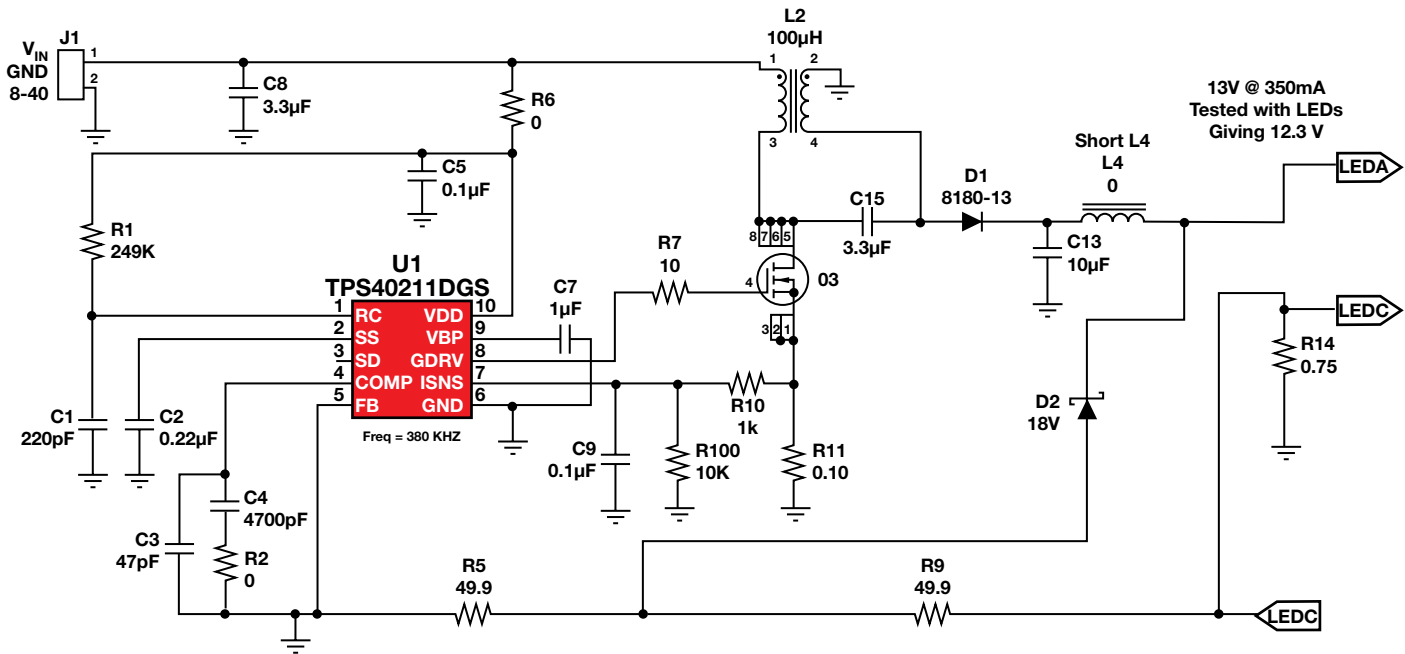 J1
V_IN
GND
8-40
1
2
C8
3.3µF
R6
0
L2
100µH
1
2
3
4
13V @ 350mA
Tested with LEDs
Giving 12.3 V
C5
0.1µF
Short L4
L4
0
LEDA
R1
249K
D1
8180-13
C15
3.3µF
8
7
6
5
C13
10µF
R7
10
4
03
U1
TPS40211DGS
C7
1µF
1
RC
VDD
10
2
SS
VBP
9
3
SD
GDRV
8
4
COMP
ISNS
7
5
FB
GND
6
Freq = 380 KHZ
3
2
1
LEDC
R14
0.75
R10
1k
D2
18V
C1
220pF
C2
0.22µF
C9
0.1µF
R100
10K
R11
0.10
C4
4700pF
C3
47pF
R2
0
R5
49.9
R9
49.9
LEDC